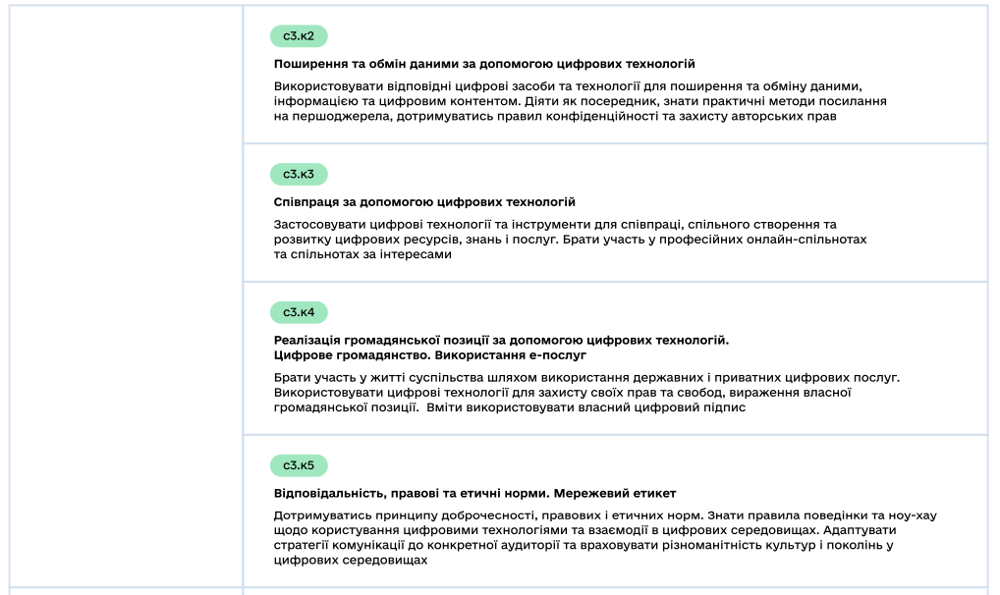 с3.к2
Поширення та обмін даними за допомогою цифрових технологій
Використовувати відповідні цифрові засоби та технології для поширення та обміну даними,
інформацією та цифровим контентом. Діяти як посередник, знати практичні методи посилання
на першоджерела, дотримуватись правил конфіденційності та захисту авторських прав
с3.к3
Співпраця за допомогою цифрових технологій
Застосовувати цифрові технології та інструменти для співпраці, спільного створення та
розвитку цифрових ресурсів, знань і послуг. Брати участь у професійних онлайн-спільнотах
та спільнотах за інтересами
с3.к4
Реалізація громадянської позиції за допомогою цифрових технологій.
Цифрове громадянство. Використання е-послуг
Брати участь у житті суспільства шляхом використання державних і приватних цифрових послуг.
Використовувати цифрові технології для захисту своїх прав та свобод, вираження власної
громадянської позиції.  Вміти використовувати власний цифровий підпис
с3.к5
Відповідальність, правові та етичні норми. Мережевий етикет
Дотримуватись принципу доброчесності, правових і етичних норм. Знати правила поведінки та ноу-хау
щодо користування цифровими технологіями та взаємодії в цифрових середовищах. Адаптувати
стратегії комунікації до конкретної аудиторії та враховувати різноманітність культур і поколінь у
цифрових середовищах